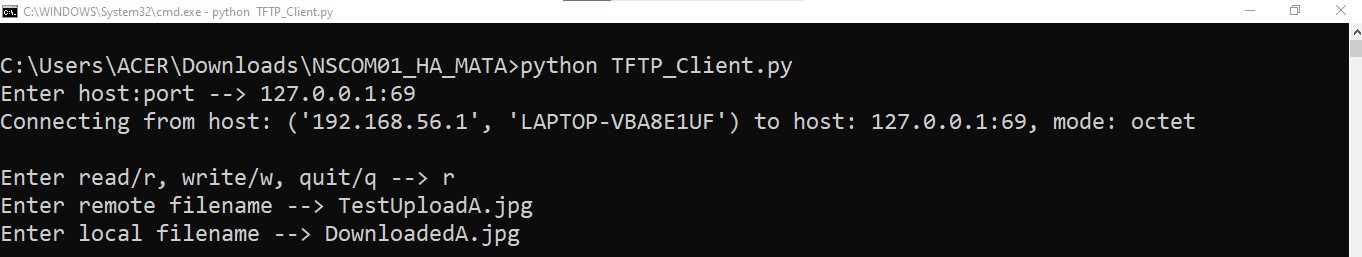 C:\WINDOWS\System32\cmd.exe - python  TFTP_Client.py
C:\Users\ACER\Downloads\NSCOM01_HA_MATA>python TFTP_Client.py
Enter host:port --> 127.0.0.1:69
Connecting from host: ('192.168.56.1', 'LAPTOP-VBA8E1UF') to host: 127.0.0.1:69, mode: octet
Enter read/r, write/w, quit/q --> r
Enter remote filename --> TestUploadA.jpg
Enter local filename --> DownloadedA.jpg